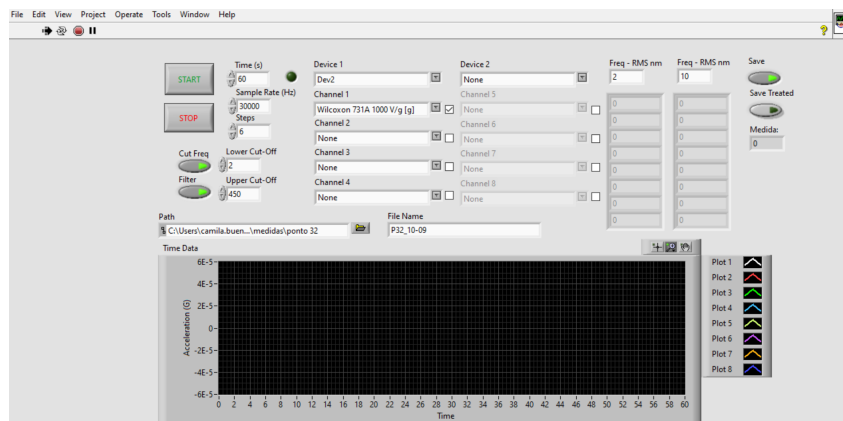 File Edit View Project Operate Tools Window Help
?
START
Time (s)
60
Sample Rate (Hz)
30000
Steps
6
STOP
Cut Freq
Lower Cut-Off
2
Filter
Upper Cut-Off
450
Device 1
Dev2
Channel 1
Wilcoxon 731A 1000 V/g [g]
Channel 2
None
Channel 3
None
Channel 4
None
Device 2
None
Channel 5
None
Channel 6
None
Channel 7
None
Channel 8
None
Freq - RMS nm
2
0
0
0
0
0
0
0
0
Freq - RMS nm
10
0
0
0
0
0
0
0
0
Save
Save Treated
Medida:
0
Path
C:\Users\camila.buen...\medidas\ponto 32
File Name
P32_10-09
Time Data
Acceleration (G)
6E-5
4E-5
2E-5
0
-2E-5
-4E-5
-6E-5
0 2 4 6 8 10 12 14 16 18 20 22 24 26 28 30 32 34 36 38 40 42 44 46 48 50 52 54 56 58 60
Time
Plot 1
Plot 2
Plot 3
Plot 4
Plot 5
Plot 6
Plot 7
Plot 8